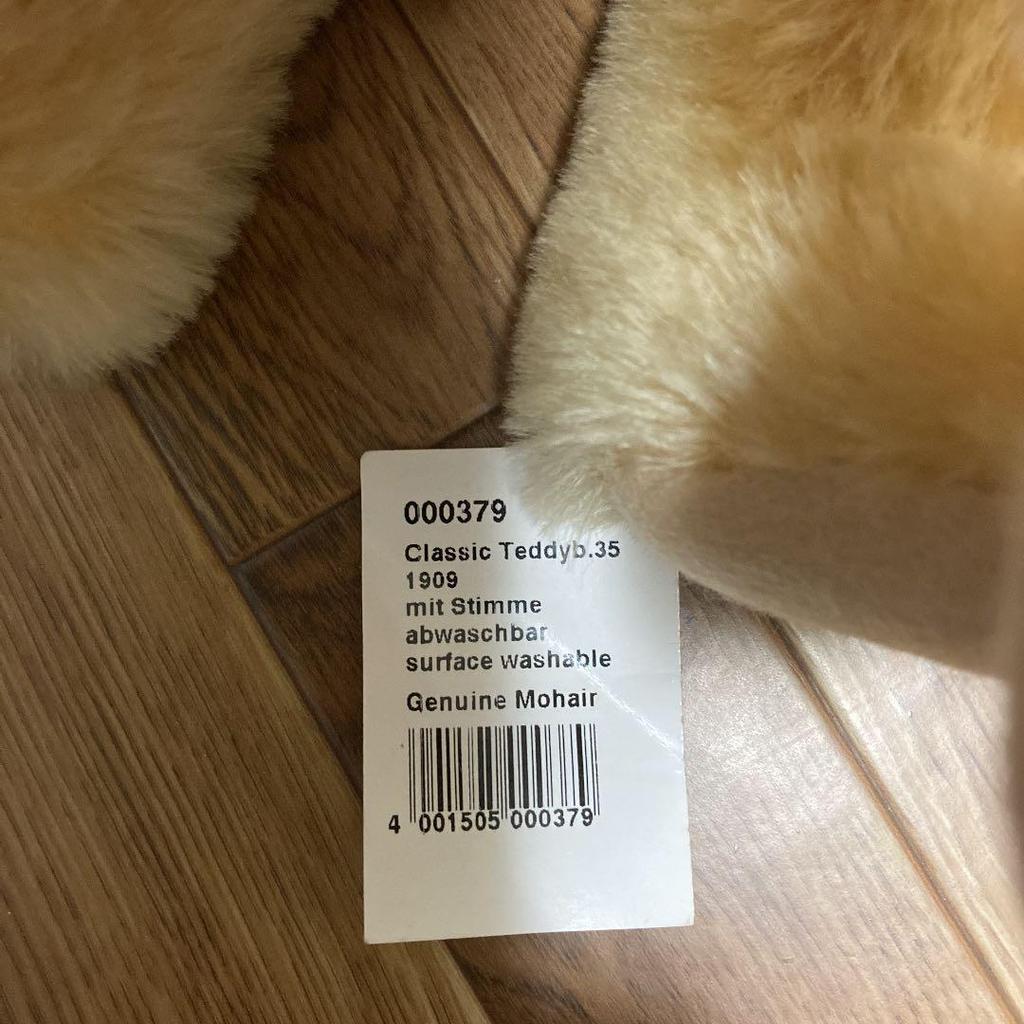 000379
Classic Teddyb.35
1909
mit Stimme
abwaschbar
surface washable
Genuine Mohair
4 001505 000379